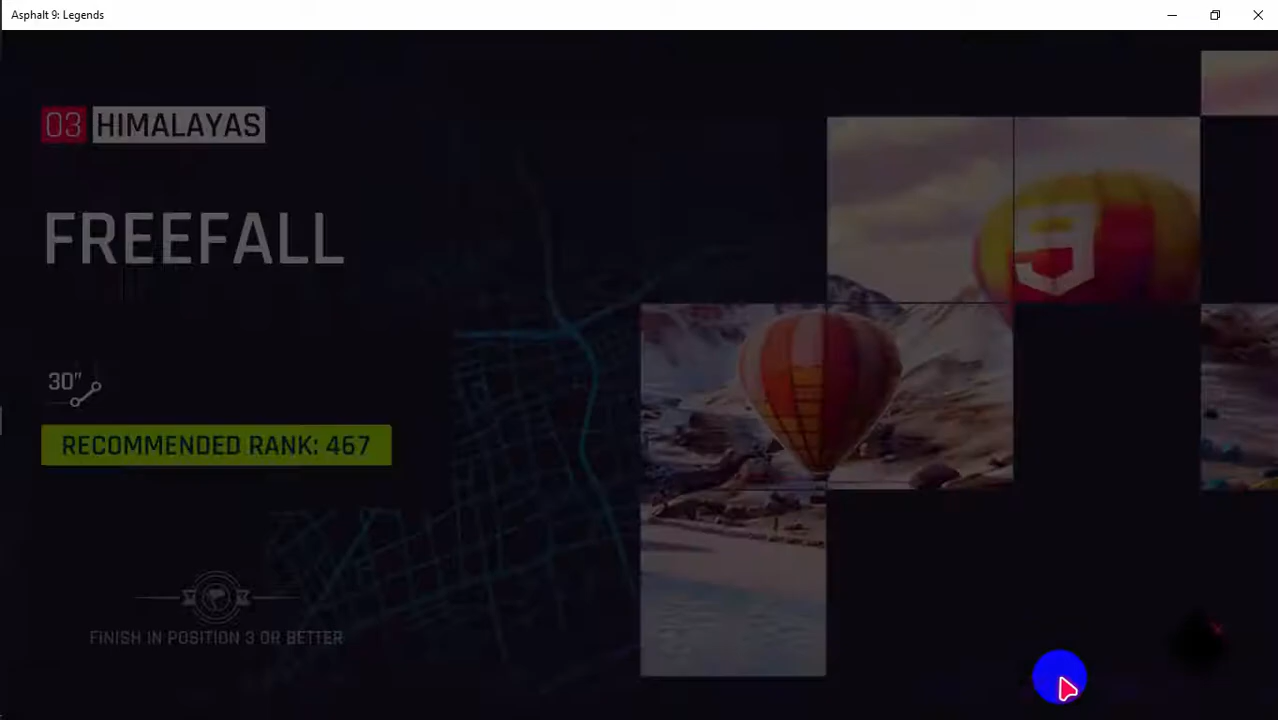 Asphalt 9: Legends
03 HIMALAYAS
FREEFALL
30"
RECOMMENDED RANK: 467
FINISH IN POSITION 3 OR BETTER